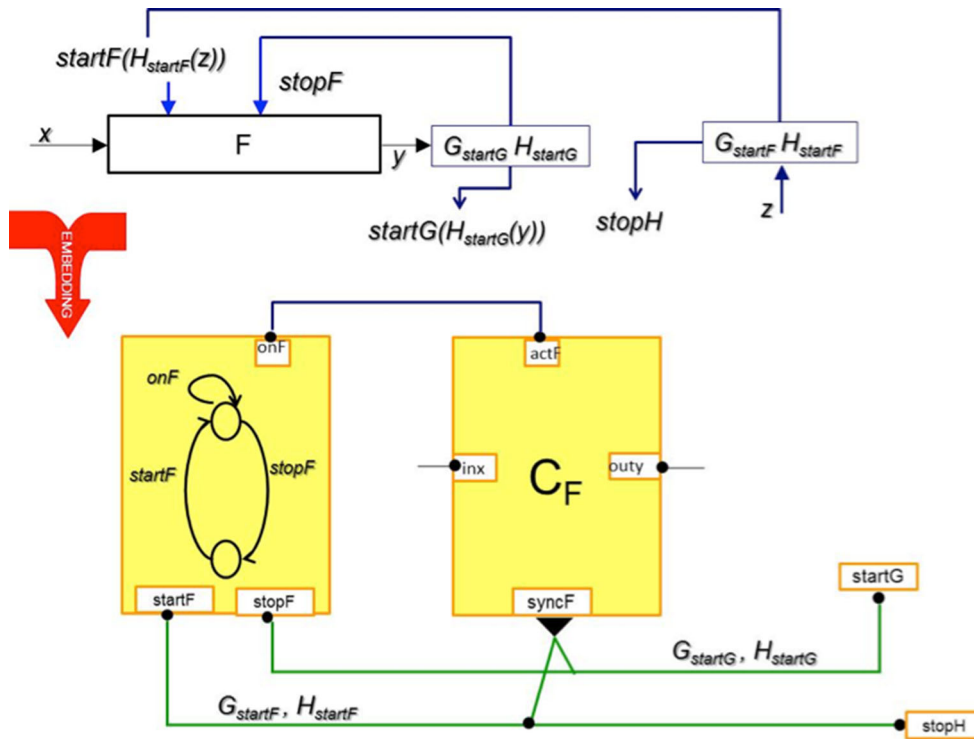 startF(HstartF(z))
stopF
x
F
y
GstartG HstartG
GstartF HstartF
startG(HstartG(y))
stopH
z
EMBEDDING
onF
actF
onF
startF
stopF
inx
CF
outy
startF
stopF
syncF
startG
GstartG , HstartG
GstartF , HstartF
stopH